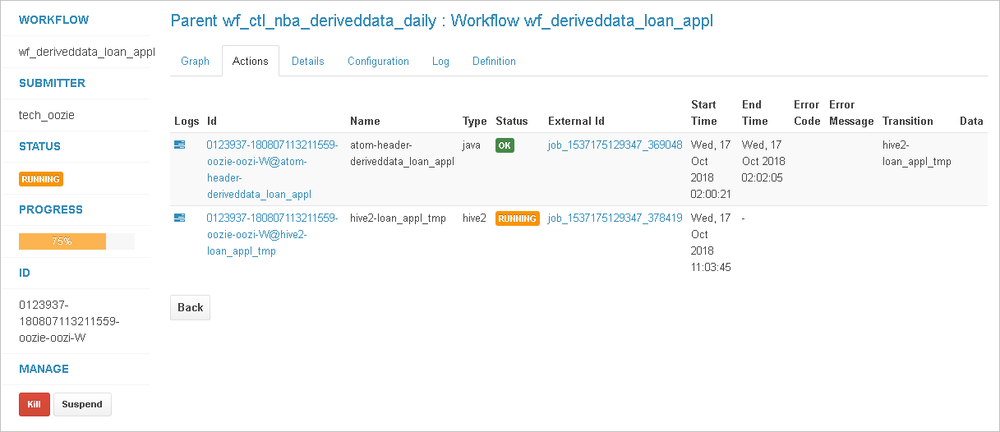 WORKFLOW
wf_deriveddata_loan_appl
SUBMITTER
tech_oozie
STATUS
RUNNING
PROGRESS
75%
ID
0123937-
180807113211559-
oozie-oozi-W
MANAGE
Kill Suspend
Parent wf_ctl_nba_deriveddata_daily : Workflow wf_deriveddata_loan_appl
Graph Actions Details Configuration Log Definition
Logs Id Name Type Status External Id Start Time End Time Error Code Error Message Transition Data
0123937-180807113211559-
oozie-oozi-W@atom-
header-
deriveddata_loan_appl
atom-header-
deriveddata_loan_appl
java
OK
job_1537175129347_369048
Wed, 17
Oct
2018
02:00:21
Wed, 17
Oct 2018
02:02:05
hive2-
loan_appl_tmp
0123937-180807113211559-
oozie-oozi-W@hive2-
loan_appl_tmp
hive2-loan_appl_tmp
hive2
RUNNING
job_1537175129347_378419
Wed, 17
Oct
2018
11:03:45
-
Back